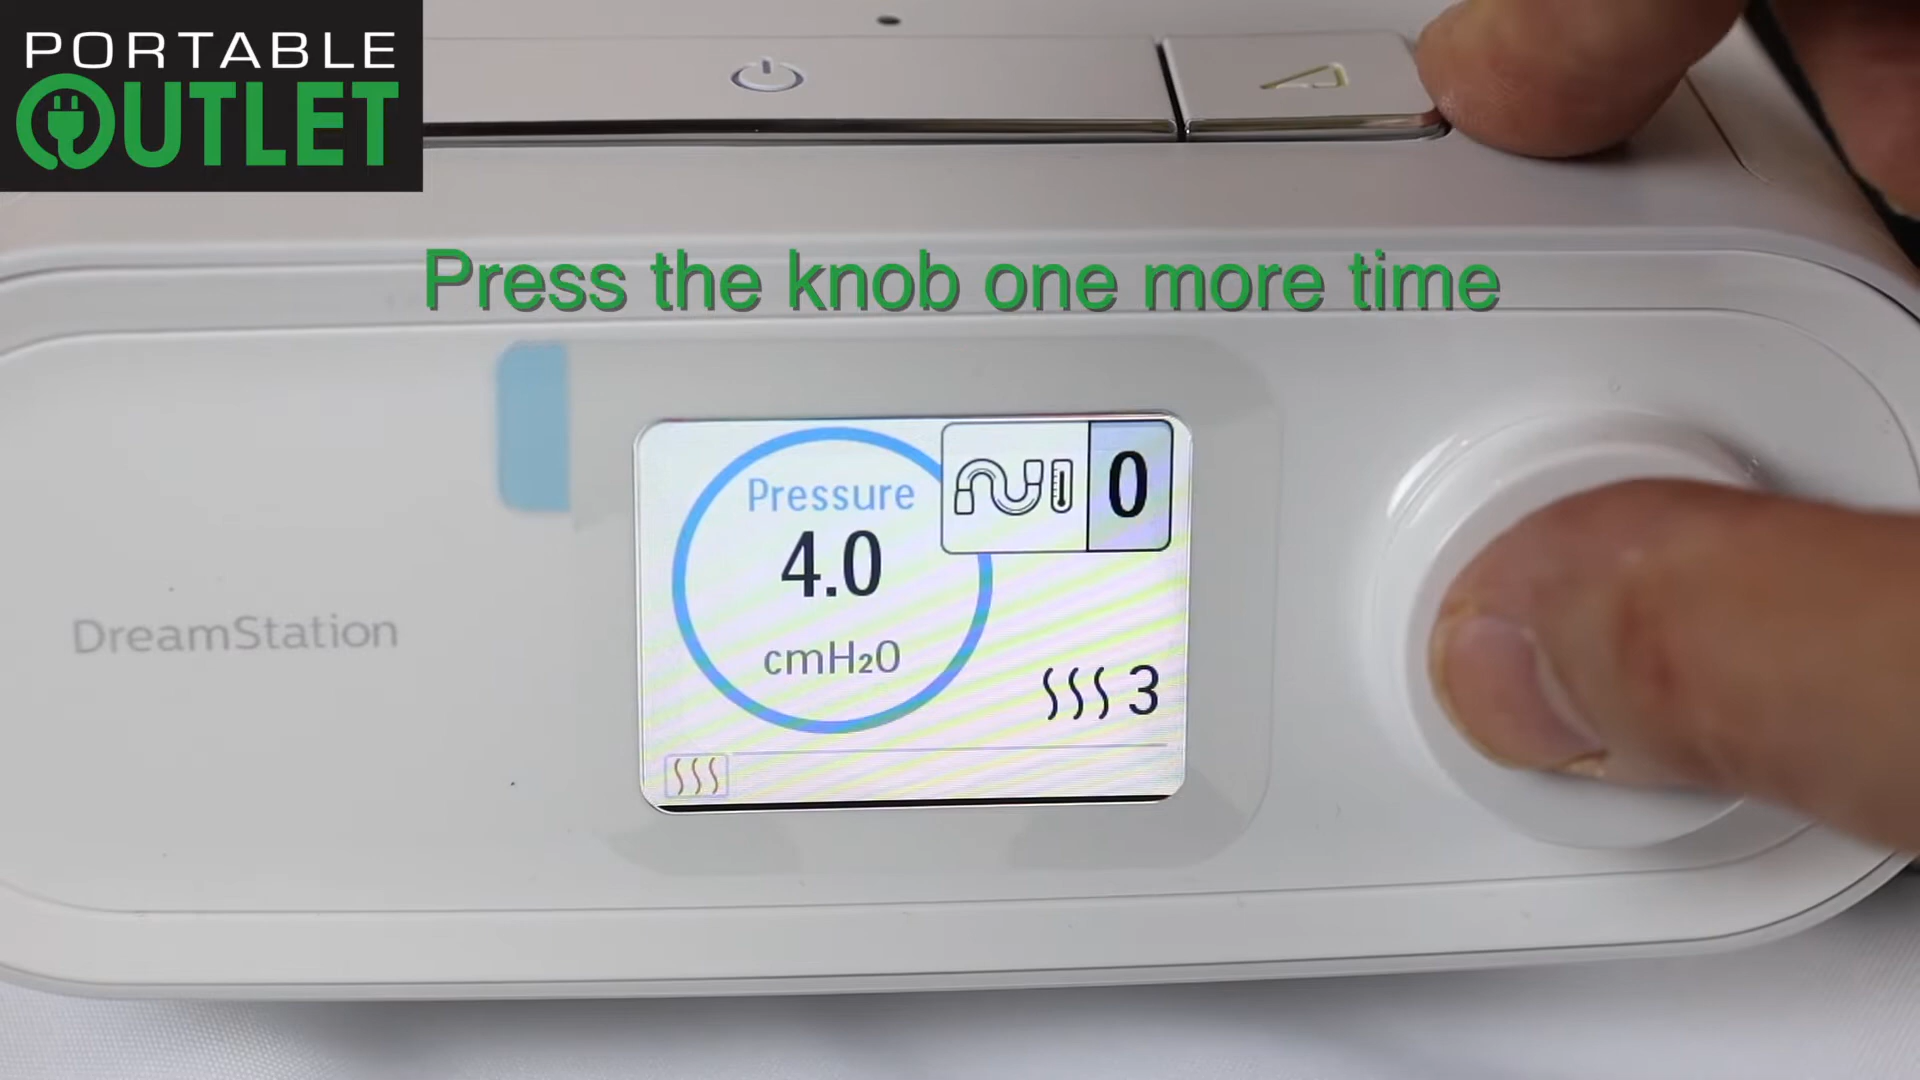 PORTABLE
OUTLET
Press the knob one more time
Pressure
0
4.0
cmH₂O
3
DreamStation